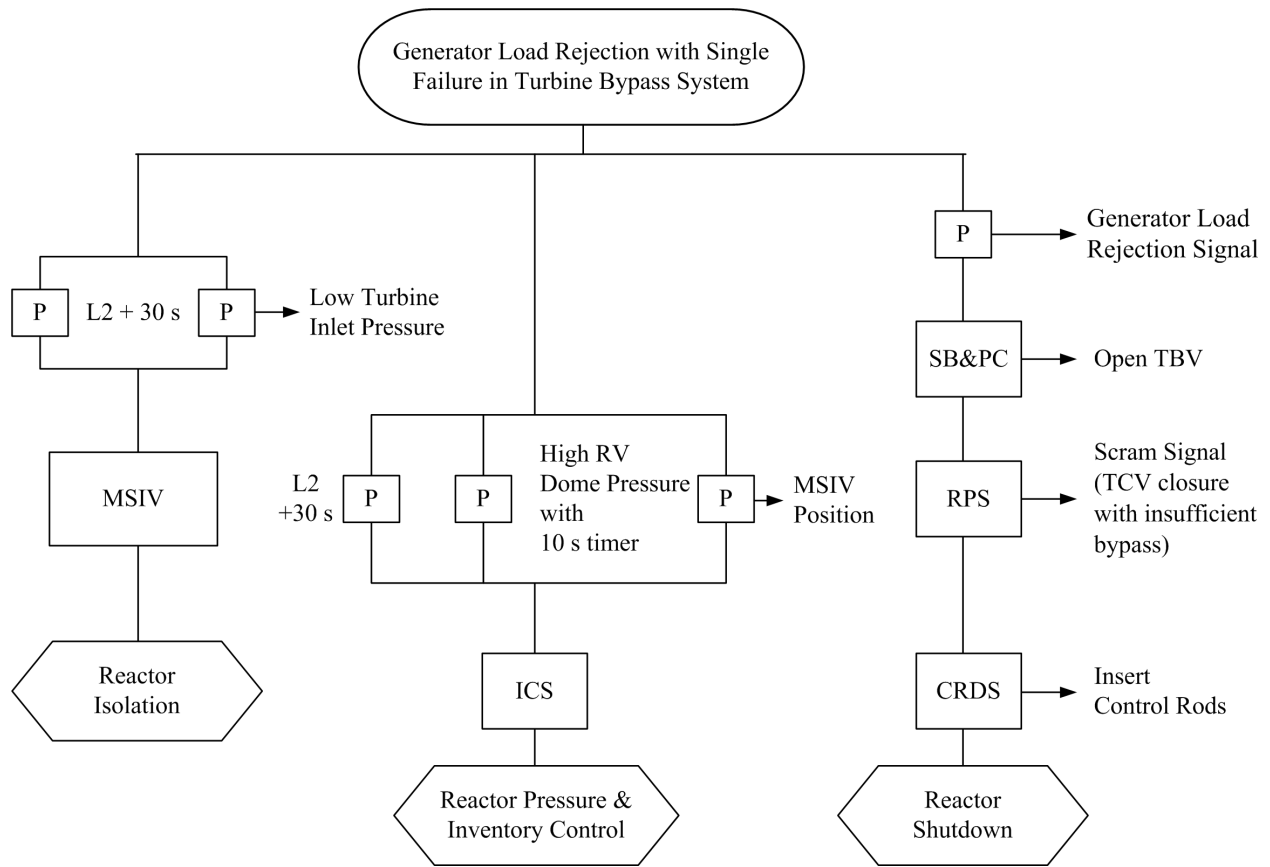 Generator Load Rejection with Single
Failure in Turbine Bypass System
P
L2 + 30 s
P
Low Turbine
Inlet Pressure
MSIV
Reactor
Isolation
L2
+30 s
P
P
High RV
Dome Pressure
with
10 s timer
P
MSIV
Position
ICS
Reactor Pressure &
Inventory Control
P
Generator Load
Rejection Signal
SB&PC
Open TBV
RPS
Scram Signal
(TCV closure
with insufficient
bypass)
CRDS
Insert
Control Rods
Reactor
Shutdown